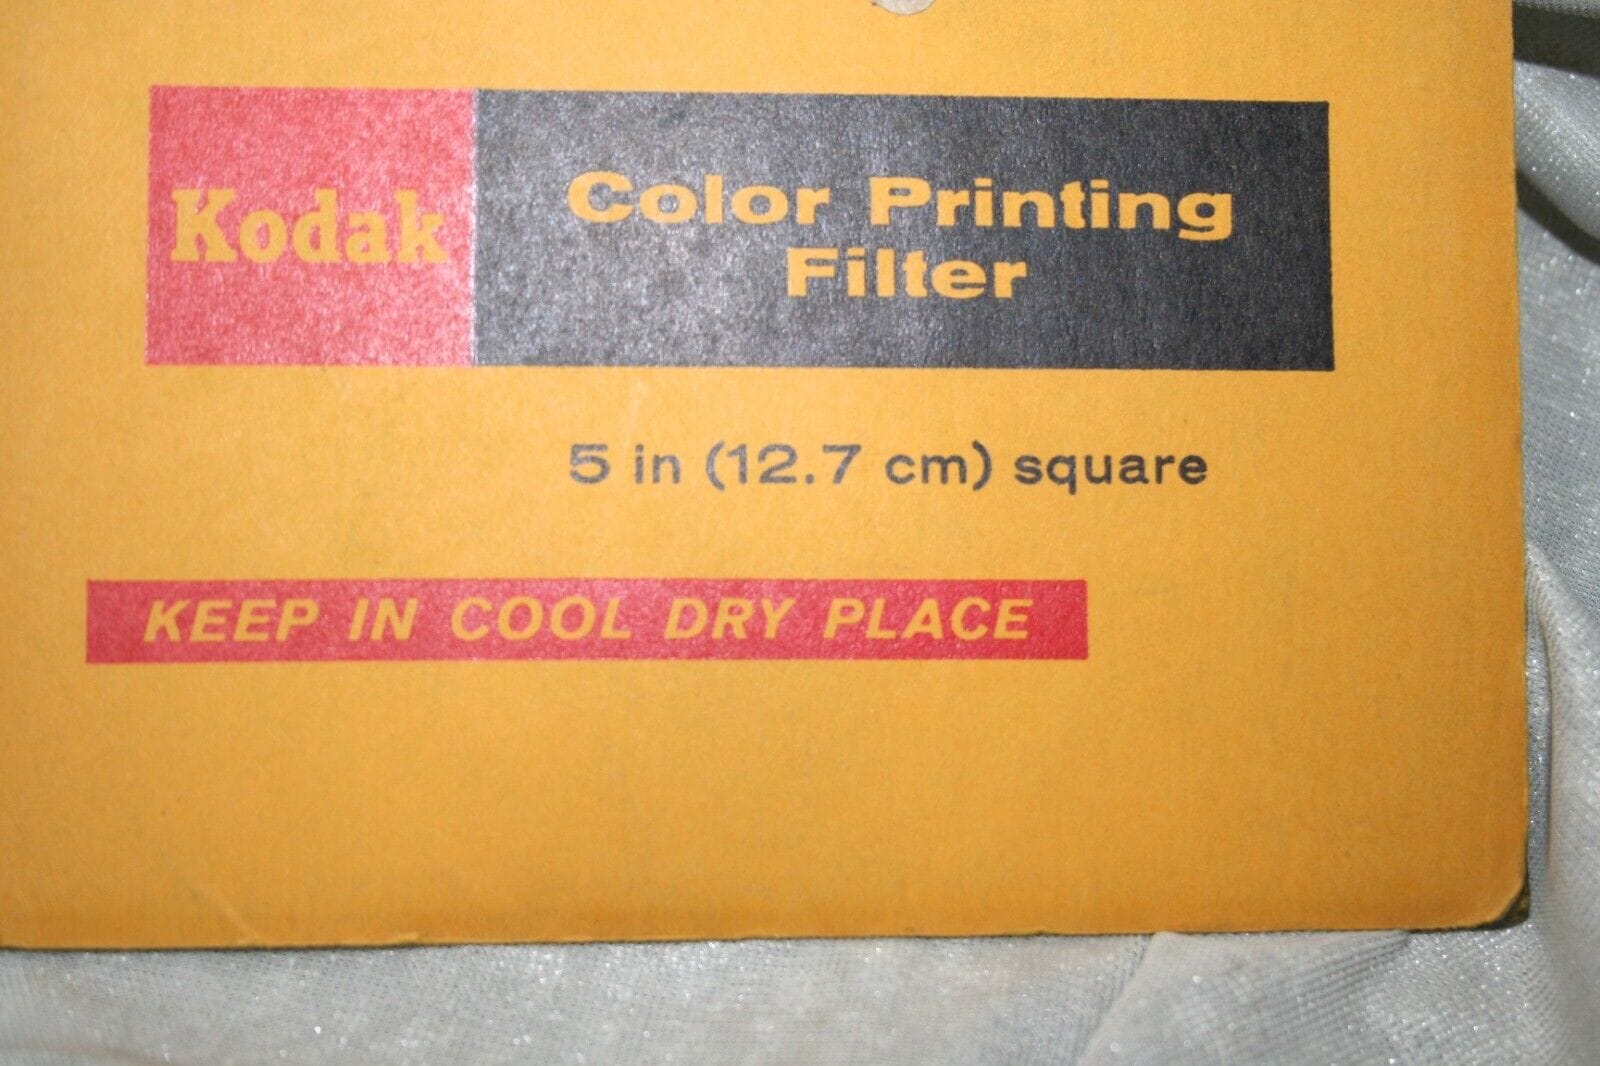 Kodak
Color Printing
Filter
5 in (12.7 cm) square
KEEP IN COOL DRY PLACE